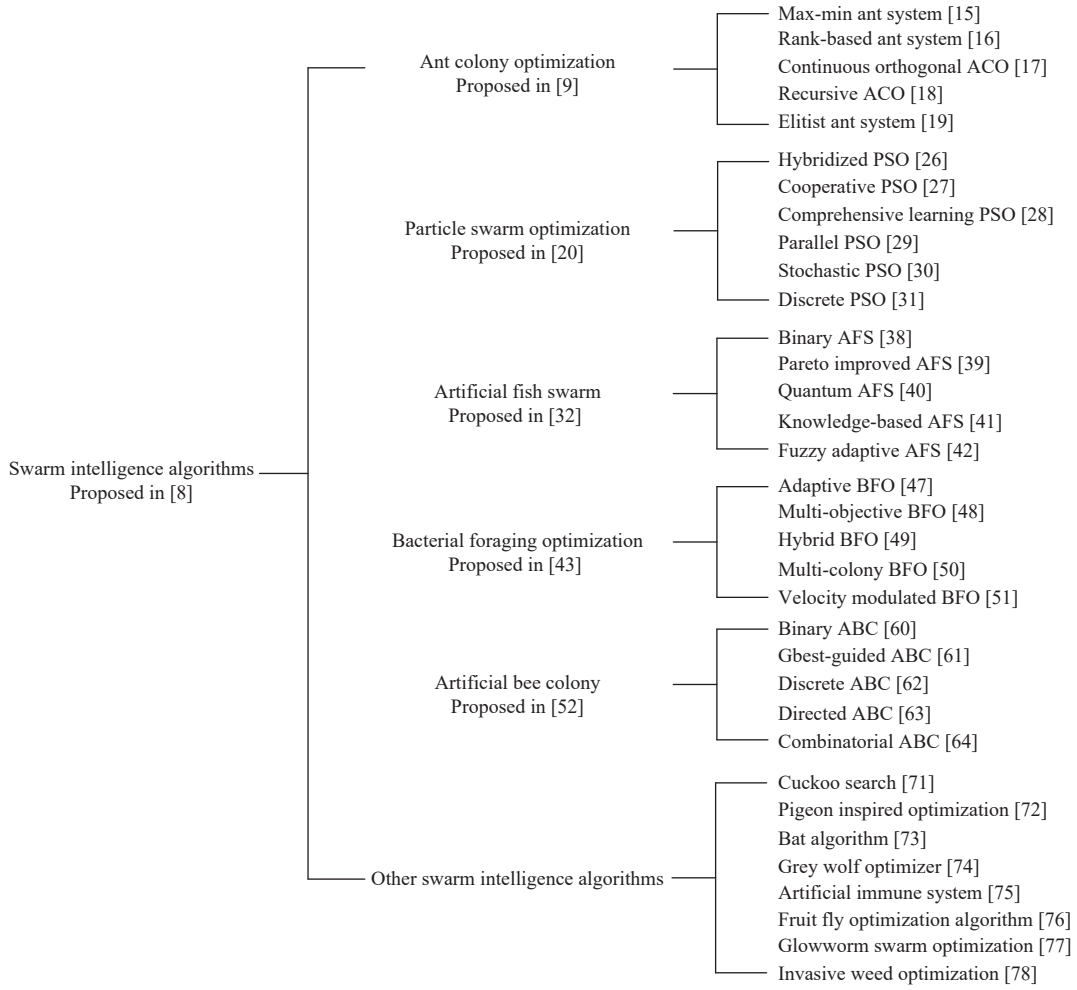 Swarm intelligence algorithms
Proposed in [8]
Ant colony optimization
Proposed in [9]
Max-min ant system [15]
Rank-based ant system [16]
Continuous orthogonal ACO [17]
Recursive ACO [18]
Elitist ant system [19]
Particle swarm optimization
Proposed in [20]
Hybridized PSO [26]
Cooperative PSO [27]
Comprehensive learning PSO [28]
Parallel PSO [29]
Stochastic PSO [30]
Discrete PSO [31]
Artificial fish swarm
Proposed in [32]
Binary AFS [38]
Pareto improved AFS [39]
Quantum AFS [40]
Knowledge-based AFS [41]
Fuzzy adaptive AFS [42]
Bacterial foraging optimization
Proposed in [43]
Adaptive BFO [47]
Multi-objective BFO [48]
Hybrid BFO [49]
Multi-colony BFO [50]
Velocity modulated BFO [51]
Artificial bee colony
Proposed in [52]
Binary ABC [60]
Gbest-guided ABC [61]
Discrete ABC [62]
Directed ABC [63]
Combinatorial ABC [64]
Other swarm intelligence algorithms
Cuckoo search [71]
Pigeon inspired optimization [72]
Bat algorithm [73]
Grey wolf optimizer [74]
Artificial immune system [75]
Fruit fly optimization algorithm [76]
Glowworm swarm optimization [77]
Invasive weed optimization [78]